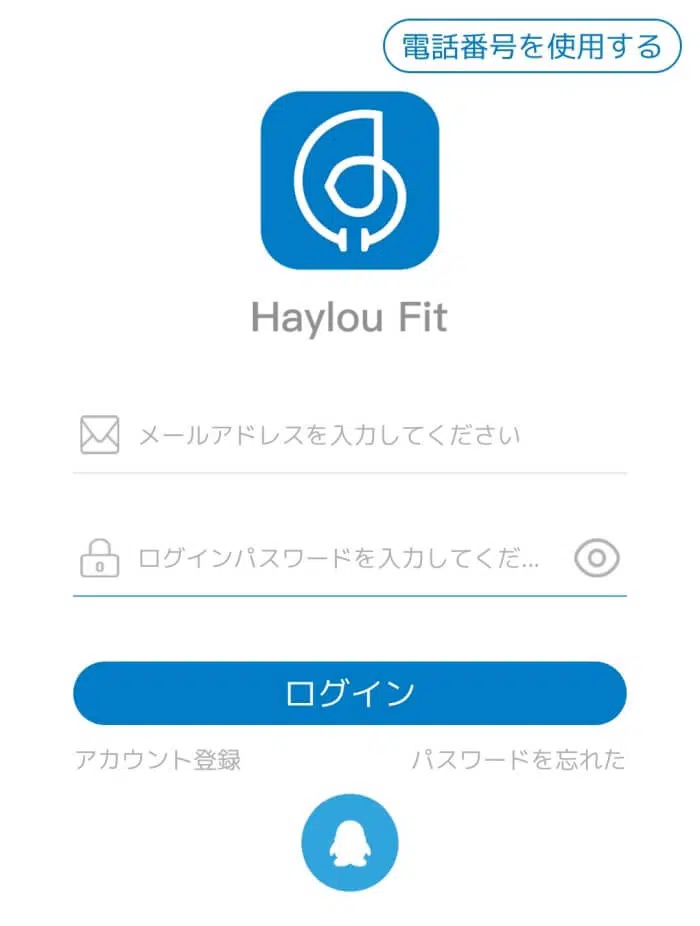 電話番号を使用する
Haylou Fit
メールアドレスを入力してください
ログインパスワードを入力してくだ...
ログイン
アカウント登録
パスワードを忘れた